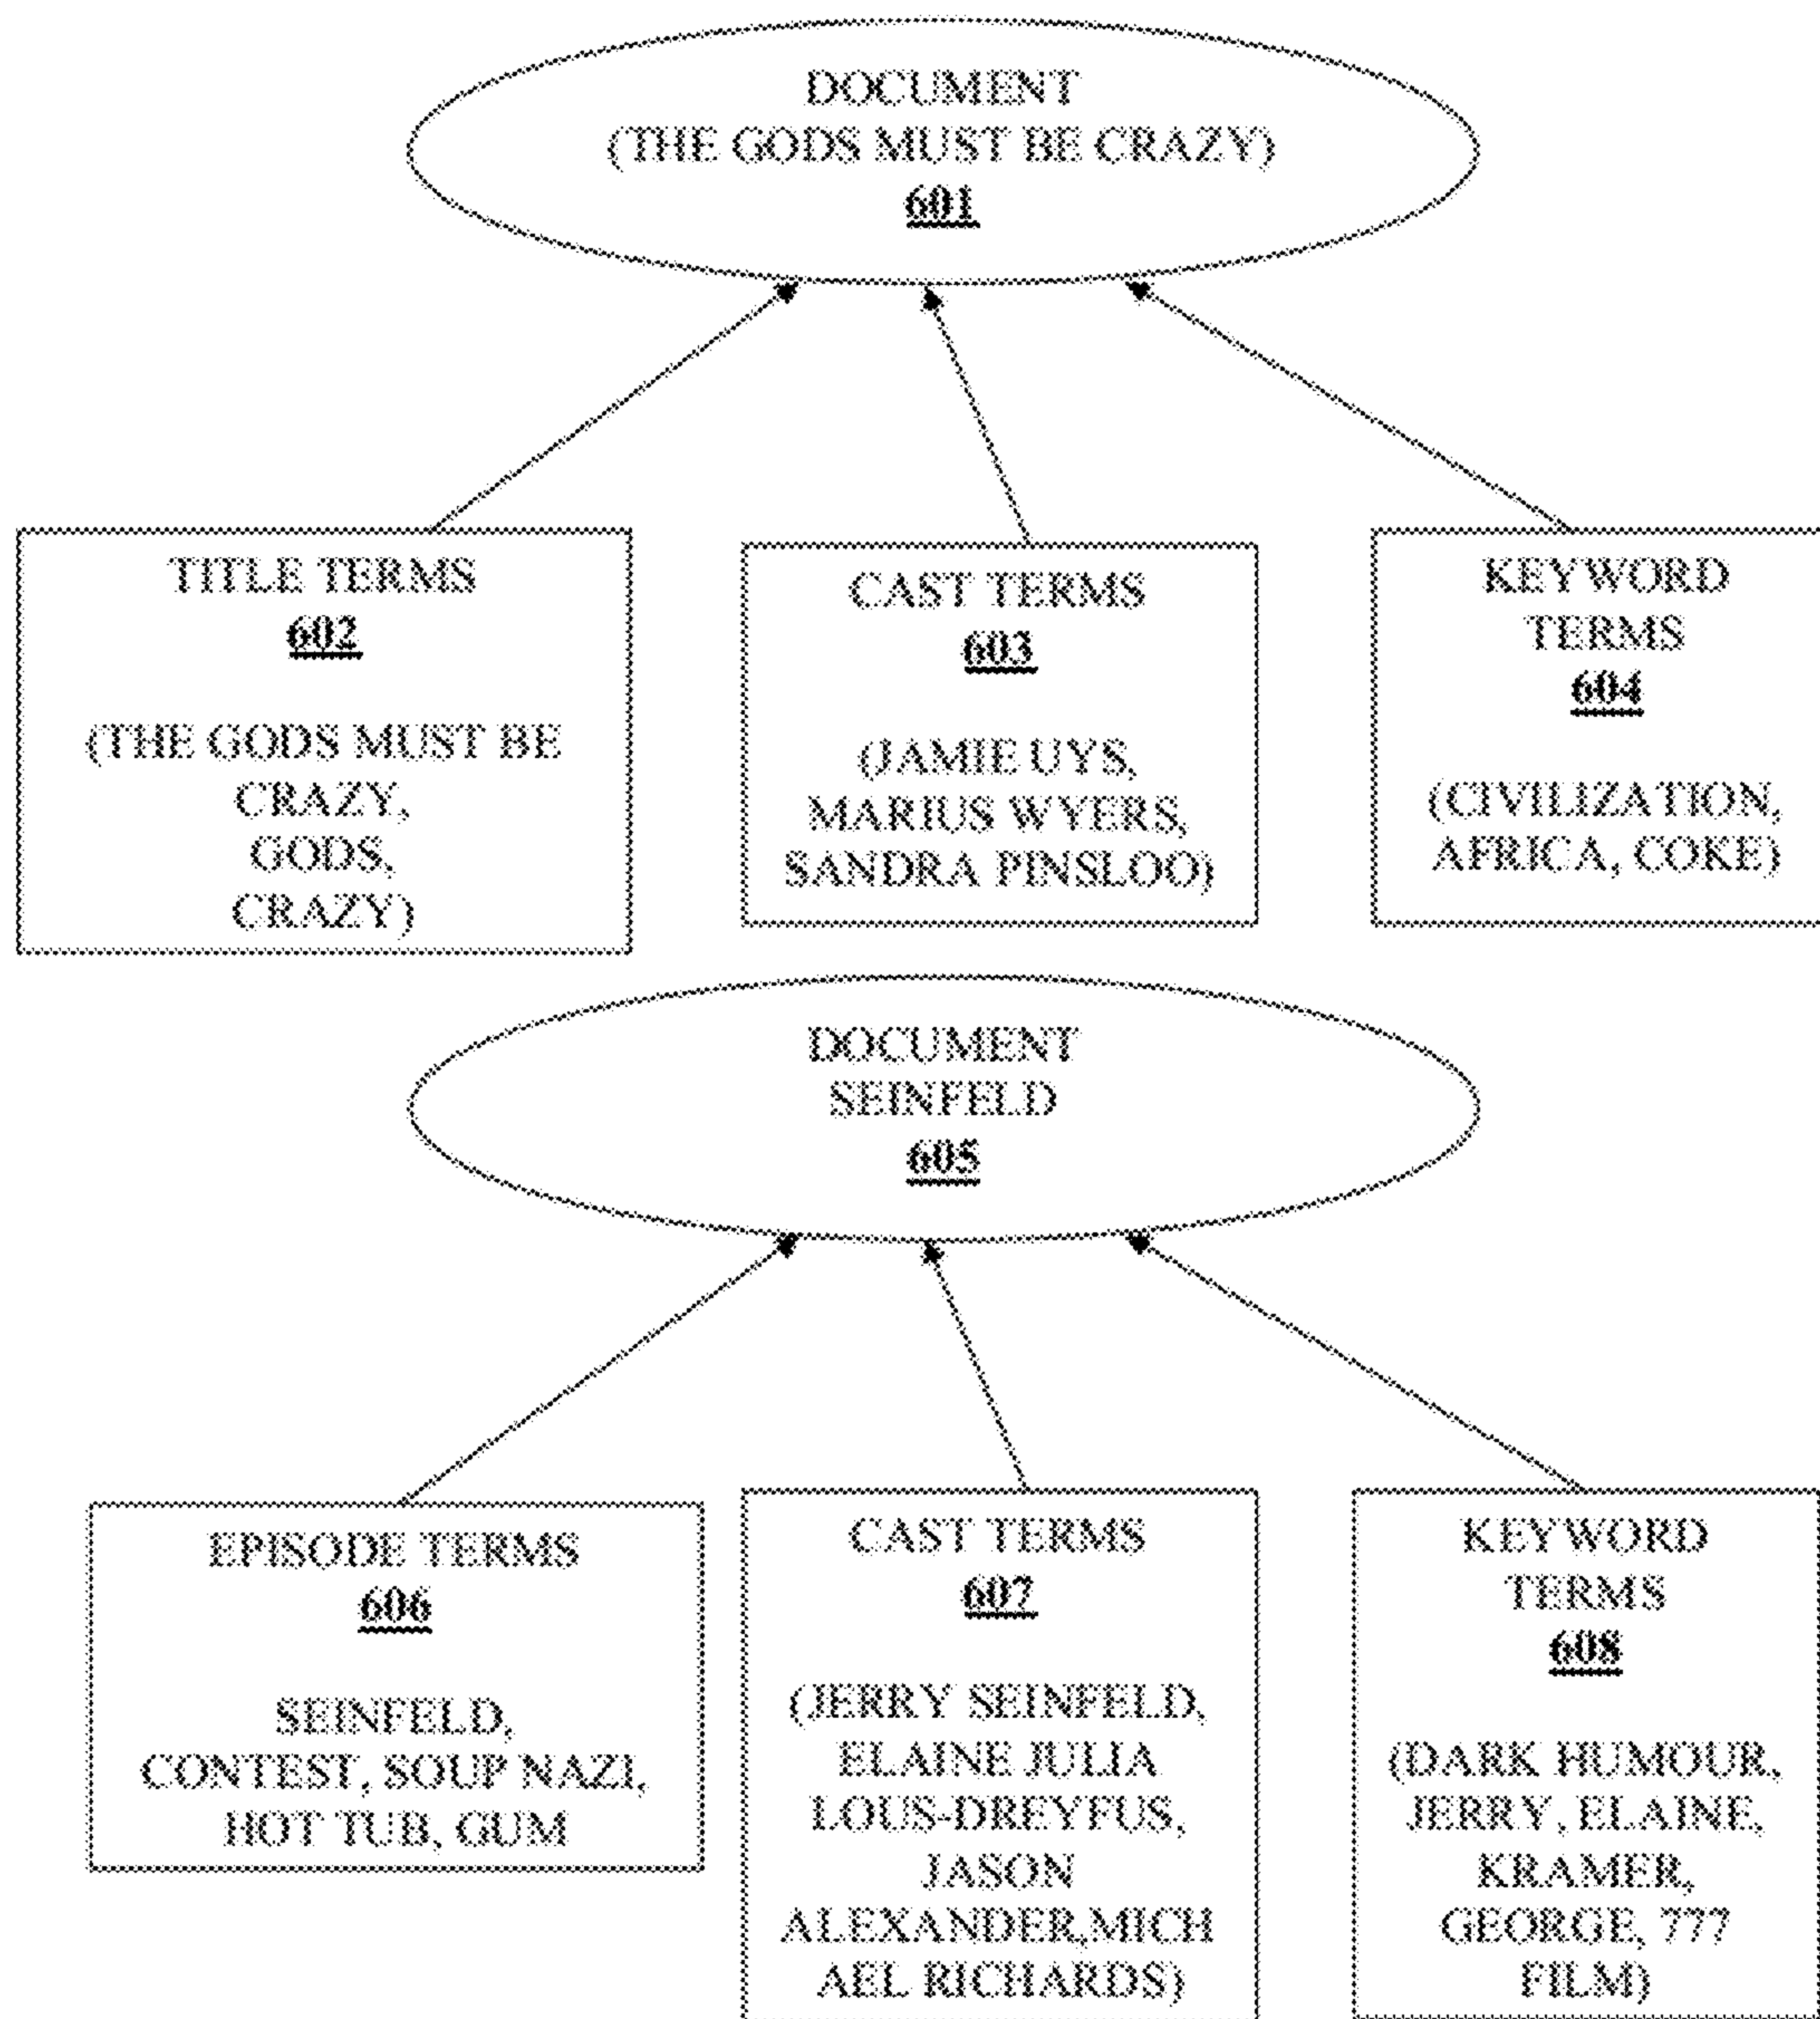 DOCUMENT
(THE GODS MUST BE CRAZY)
601
TITLE TERMS
602
(THE GODS MUST BE
CRAZY,
GODS,
CRAZY)
CAST TERMS
603
(JAMIE UYS,
MARIUS WYERS,
SANDRA PINSLOO)
KEYWORD
TERMS
604
(CIVILIZATION,
AFRICA, COKE)
DOCUMENT
SEINFELD
605
EPISODE TERMS
606
SEINFELD,
CONTEST, SOUP NAZI,
HOT TUB, GUM
CAST TERMS
607
(JERRY SEINFELD,
ELAINE JULIA
LOUS-DREYFUS,
JASON
ALEXANDER,MICH
AEL RICHARDS)
KEYWORD
TERMS
608
(DARK HUMOUR,
JERRY, ELAINE,
KRAMER,
GEORGE, 777
FILM)